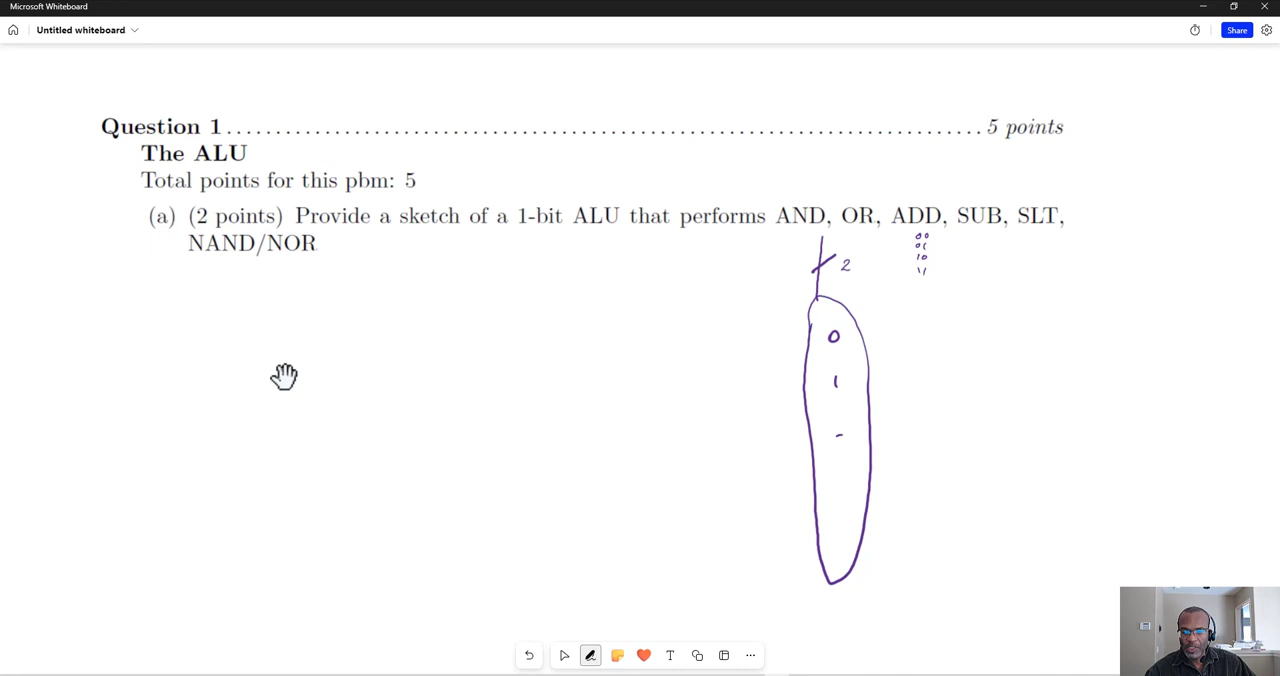 Microsoft Whiteboard
Untitled whiteboard
Share
Question 1 ........................................................................ 5 points
The ALU
Total points for this pbm: 5
(a) (2 points) Provide a sketch of a 1-bit ALU that performs AND, OR, ADD, SUB, SLT,
NAND/NOR
00
01
10
11
2
0
1
T